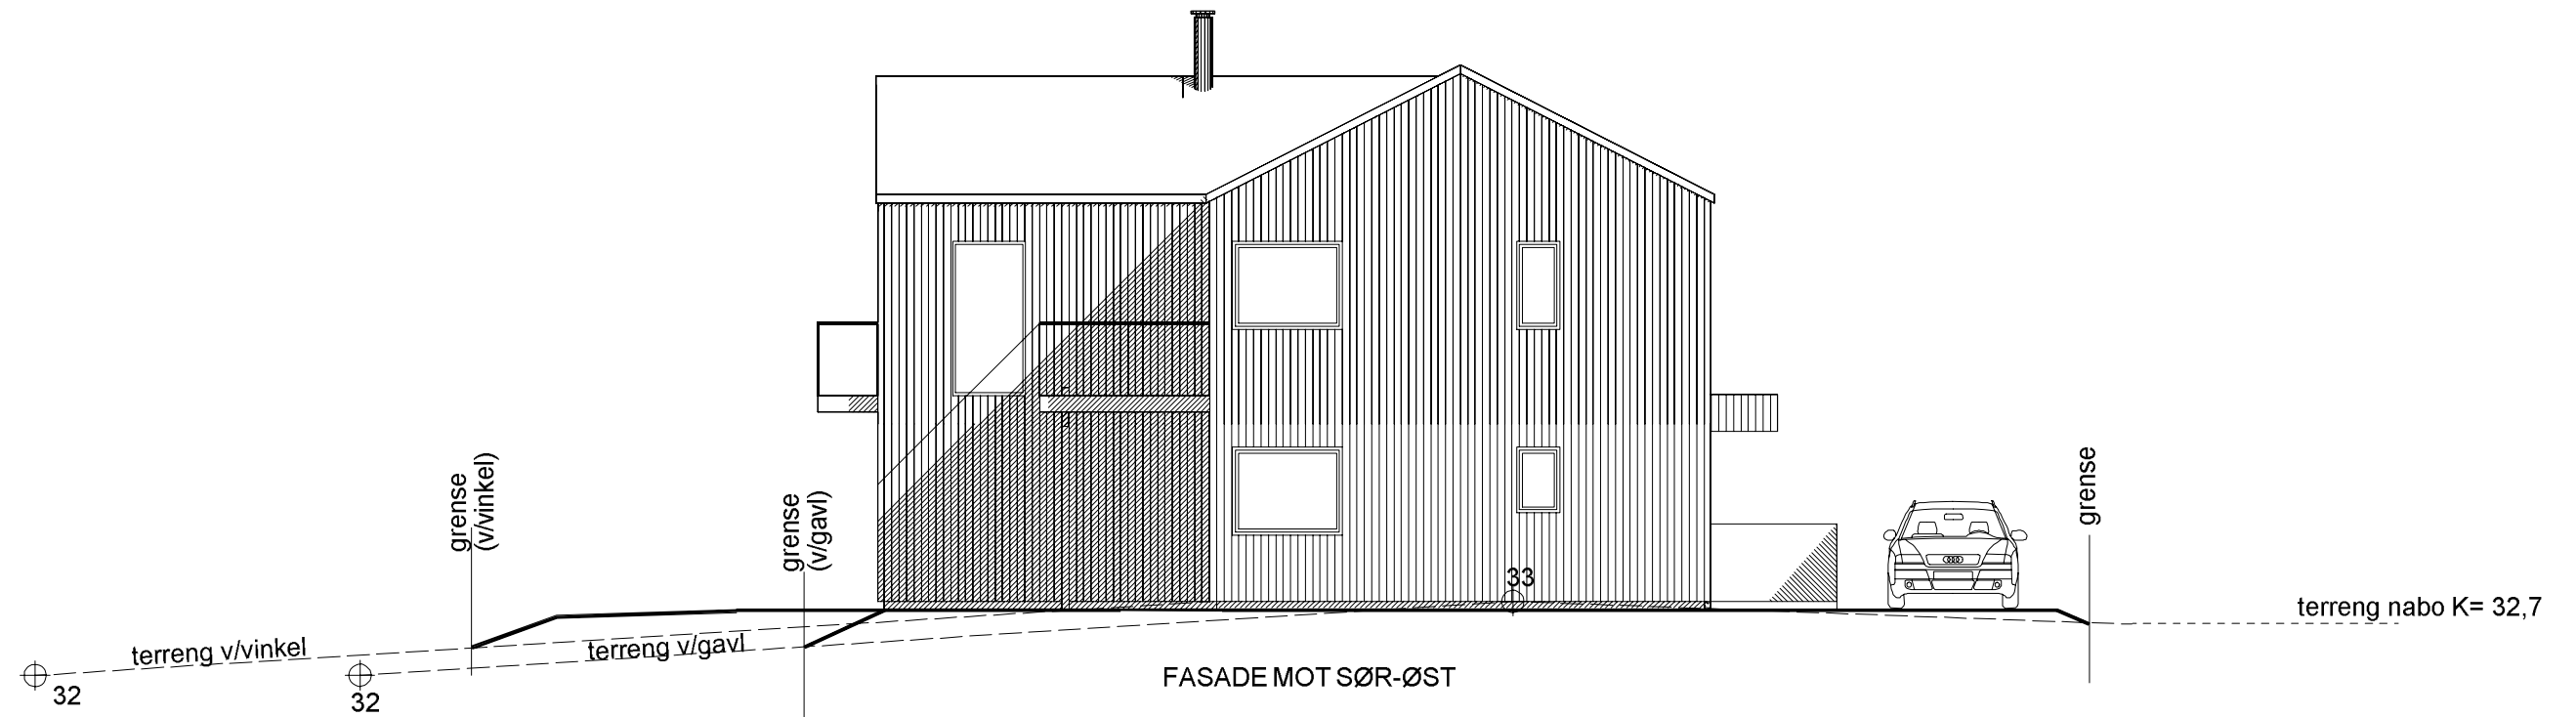 grense
(v/vinkel)
grense
(v/gavl)
grense
33
terreng nabo K= 32,7
terreng v/vinkel
terreng v/gavl
32
32
FASADE MOT SØR-ØST